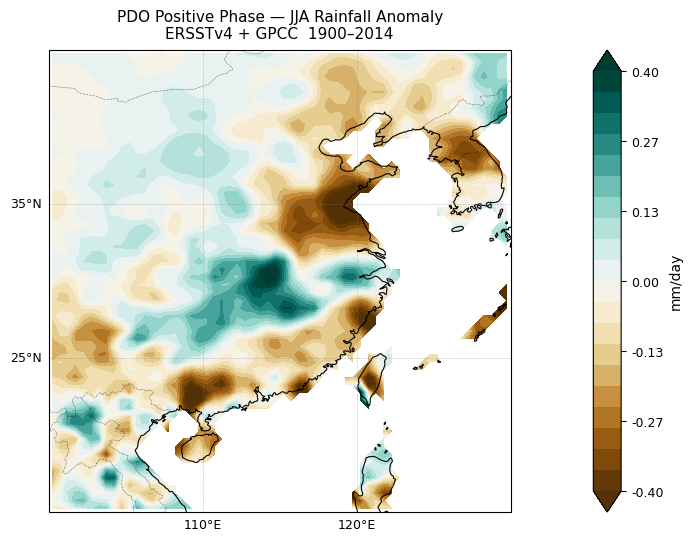 PDO Positive Phase — JJA Rainfall Anomaly
ERSSTv4 + GPCC  1900–2014
0.40
0.27
0.13
0.00
-0.13
-0.27
-0.40
mm/day
35°N
25°N
110°E
120°E